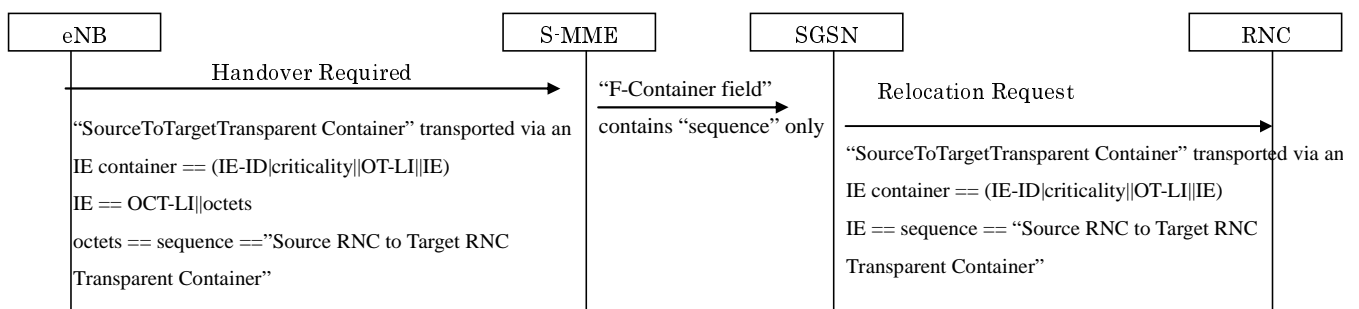 eNB
S-MME
SGSN
RNC
Handover Required
“F-Container field”
contains “sequence” only
Relocation Request
“SourceToTargetTransparent Container” transported via an
IE container == (IE-ID|criticality||OT-LI||IE)
IE == OCT-LI||octets
octets == sequence ==”Source RNC to Target RNC
Transparent Container”
“SourceToTargetTransparent Container” transported via an
IE container == (IE-ID|criticality||OT-LI||IE)
IE == sequence == “Source RNC to Target RNC
Transparent Container”